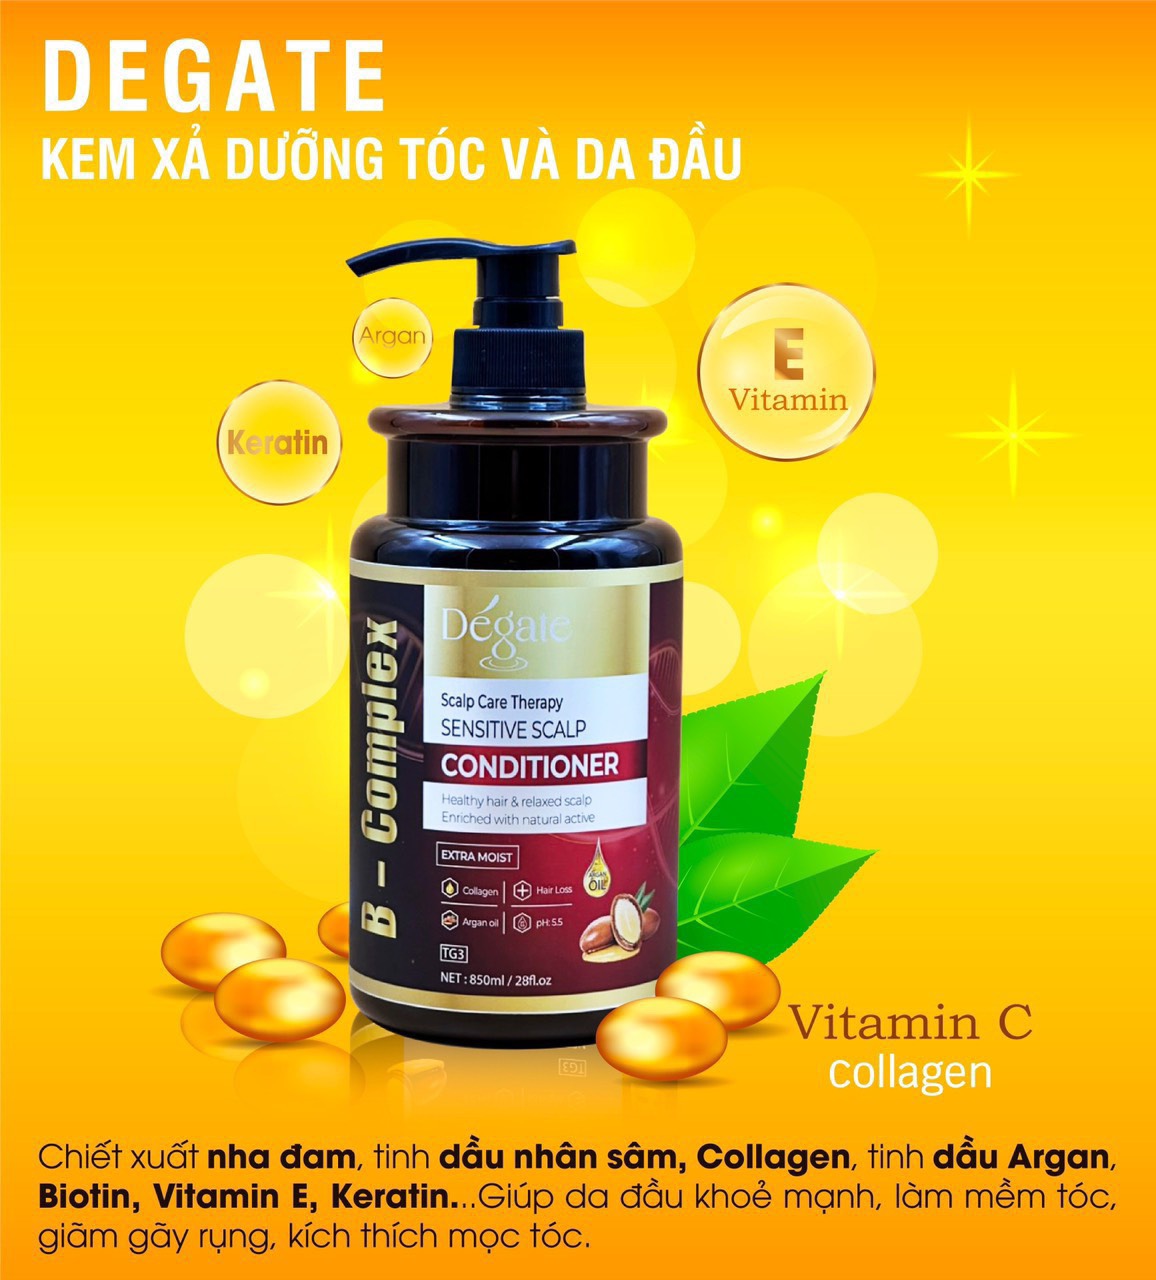 DEGATE
KEM XẢ DƯỠNG TÓC VÀ DA ĐẦU
Argan
E
Vitamin
Keratin
B - Complex
Dégate
Scalp Care Therapy
SENSITIVE SCALP
CONDITIONER
Healthy hair & relaxed scalp
Enriched with natural active
EXTRA MOIST
ARGAN
OIL
Collagen
Hair Loss
Argan oil
pH: 5.5
TG3
NET : 850ml / 28fl.oz
Vitamin C
collagen
Chiết xuất nha đam, tinh dầu nhân sâm, Collagen, tinh dầu Argan,
Biotin, Vitamin E, Keratin...Giúp da đầu khoẻ mạnh, làm mềm tóc,
giãm gãy rụng, kích thích mọc tóc.